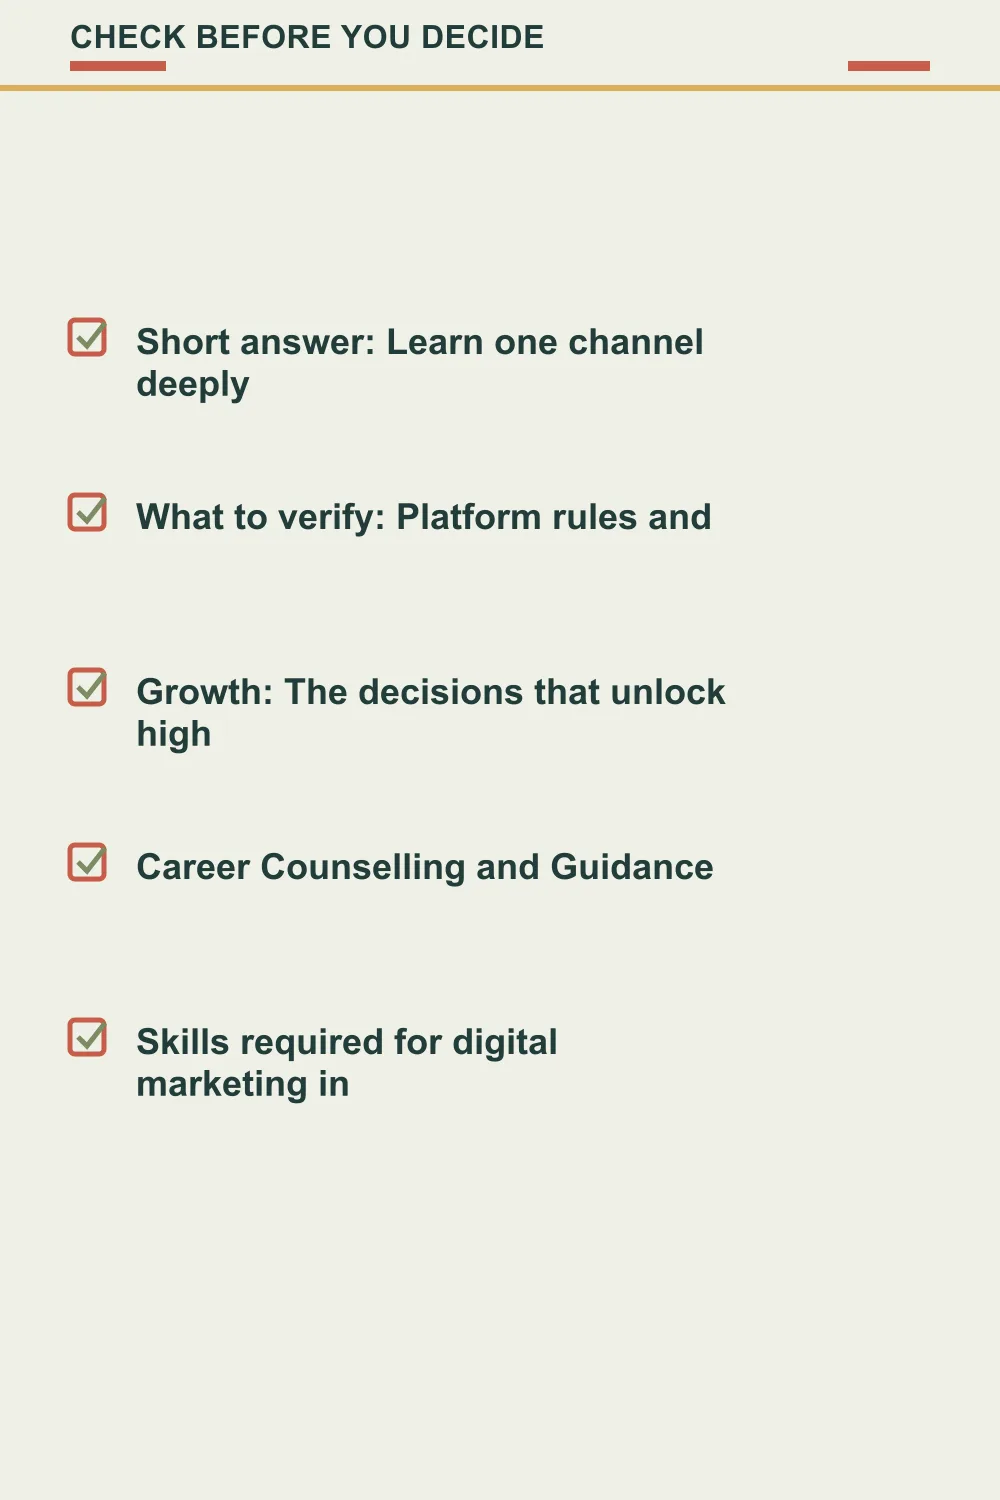 CHECK BEFORE YOU DECIDE
Short answer: Learn one channel
deeply
What to verify: Platform rules and
Growth: The decisions that unlock
high
Career Counselling and Guidance
Skills required for digital
marketing in